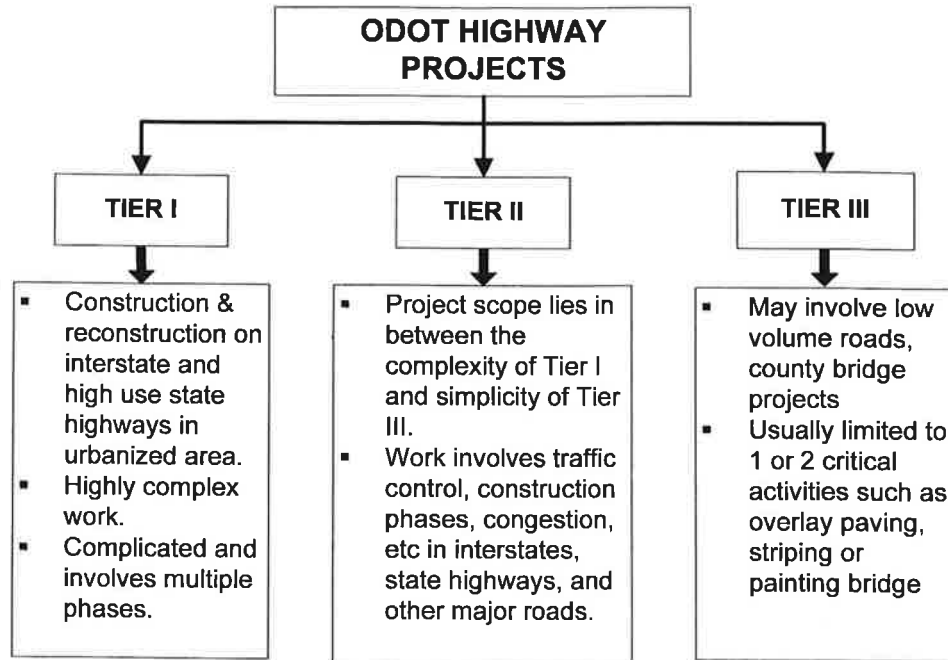 ODOT HIGHWAY
PROJECTS
TIER I
TIER II
TIER III
▪ Construction &
reconstruction on
interstate and
high use state
highways in
urbanized area.
▪ Highly complex
work.
▪ Complicated and
involves multiple
phases.
▪ Project scope lies in
between the
complexity of Tier I
and simplicity of Tier
III.
▪ Work involves traffic
control, construction
phases, congestion,
etc in interstates,
state highways, and
other major roads.
▪ May involve low
volume roads,
county bridge
projects
▪ Usually limited to
1 or 2 critical
activities such as
overlay paving,
striping or
painting bridge